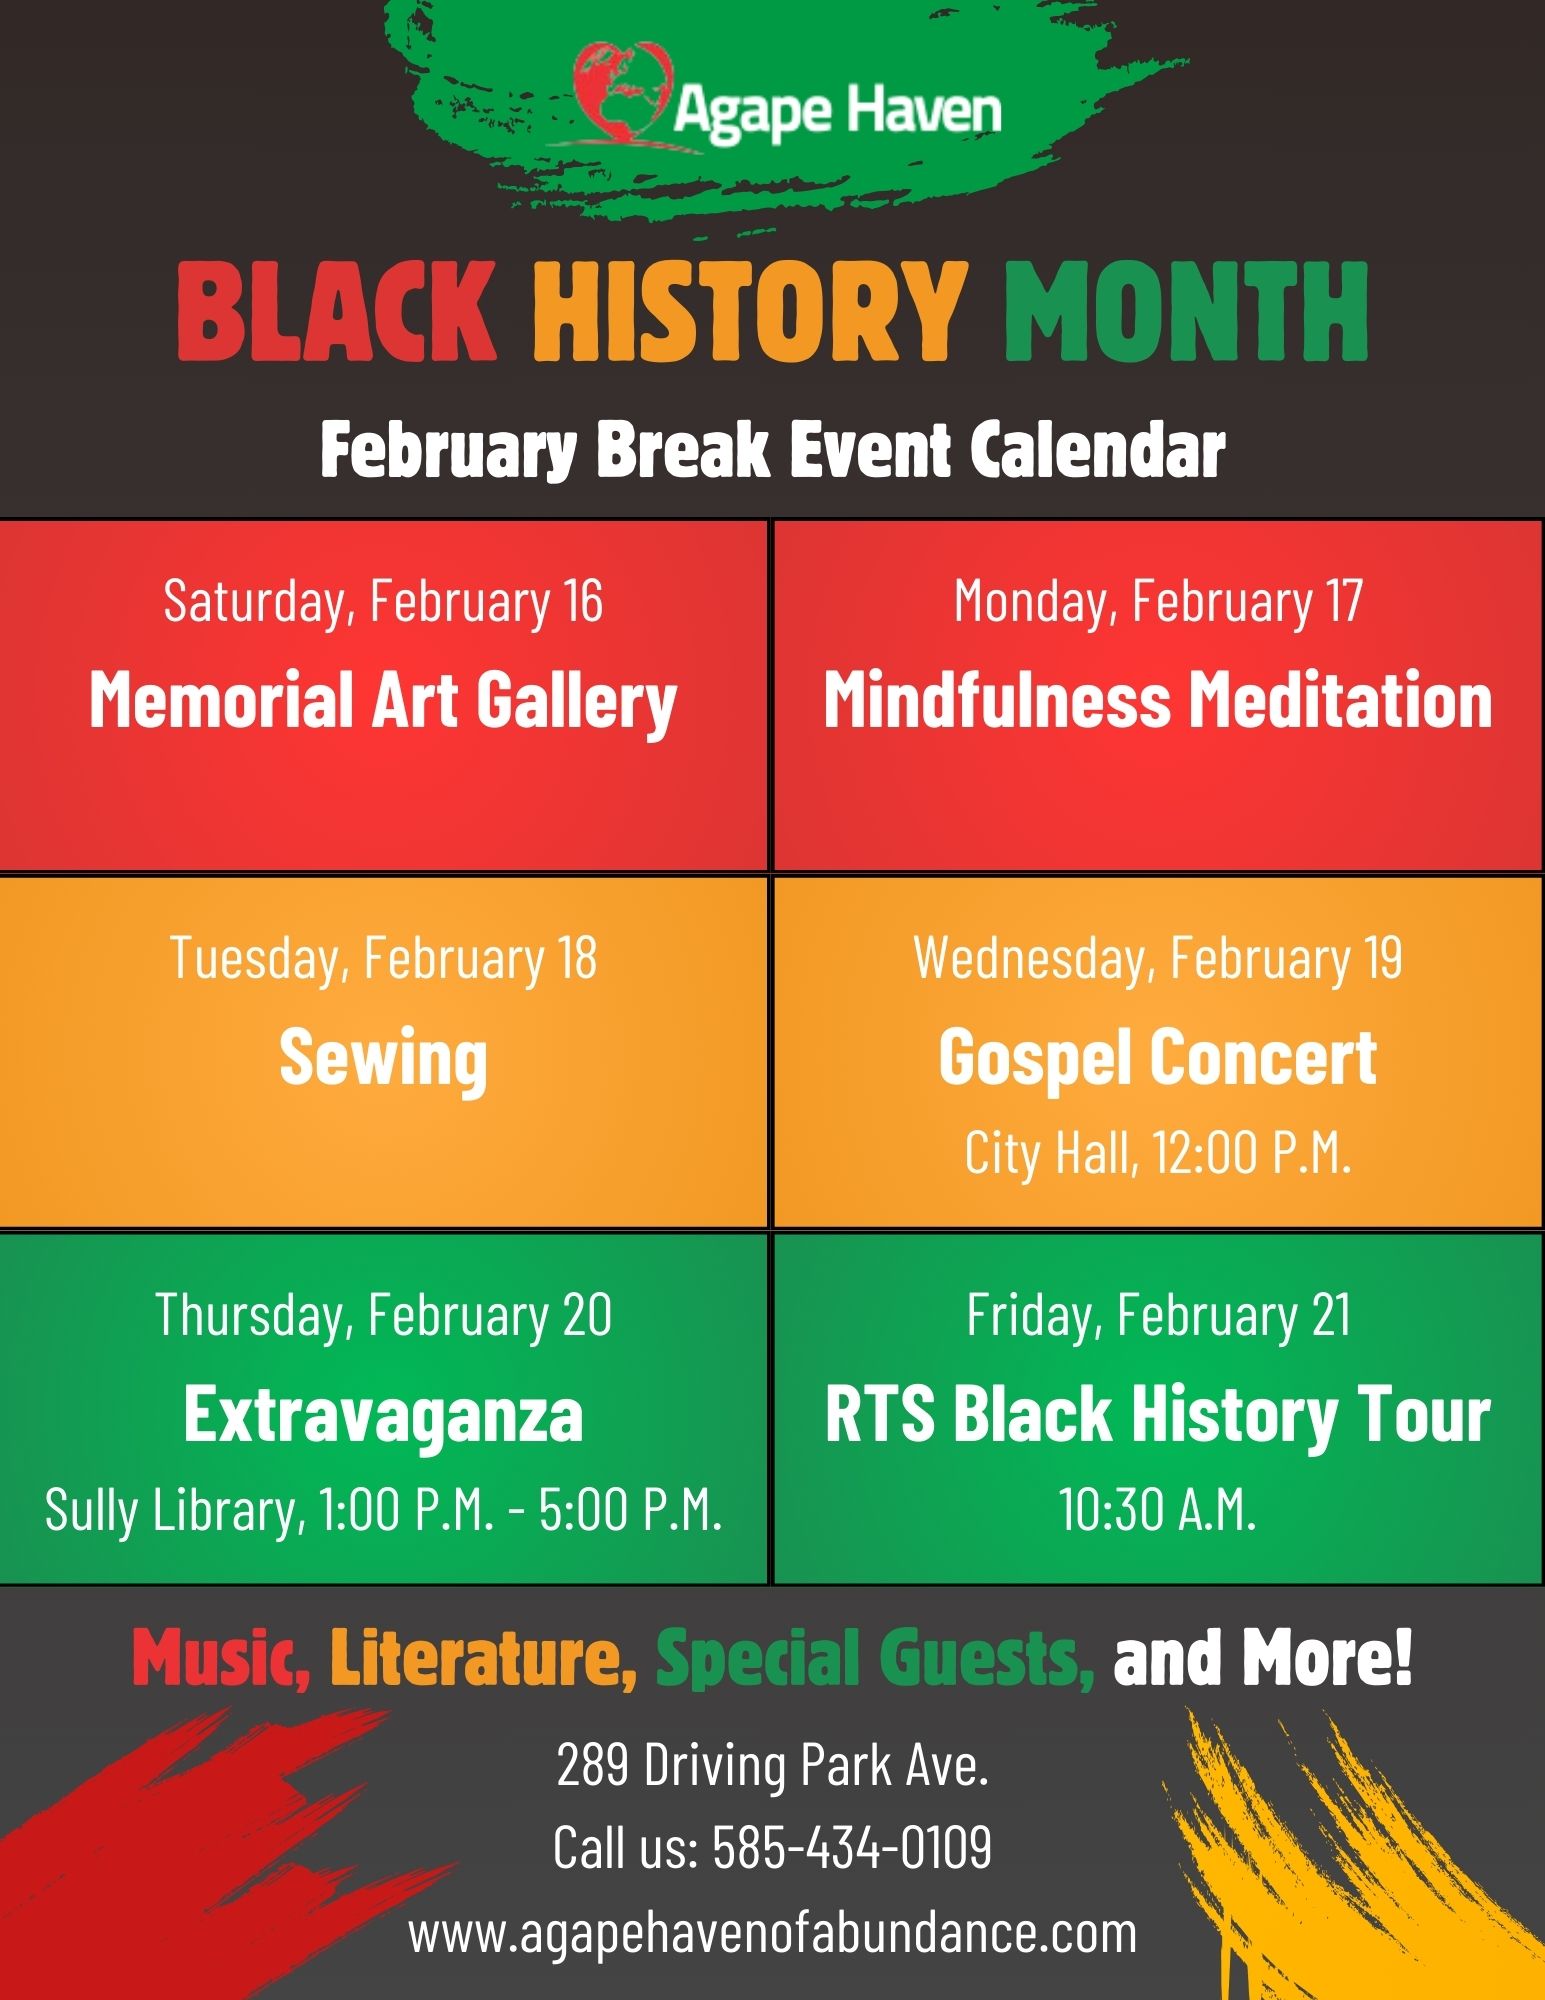 Agape Haven
BLACK HISTORY MONTH
February Break Event Calendar
Saturday, February 16
Memorial Art Gallery
Monday, February 17
Mindfulness Meditation
Tuesday, February 18
Sewing
Wednesday, February 19
Gospel Concert
City Hall, 12:00 P.M.
Thursday, February 20
Extravaganza
Sully Library, 1:00 P.M. - 5:00 P.M.
Friday, February 21
RTS Black History Tour
10:30 A.M.
Music, Literature, Special Guests, and More!
289 Driving Park Ave.
Call us: 585-434-0109
www.agapehavenofabundance.com